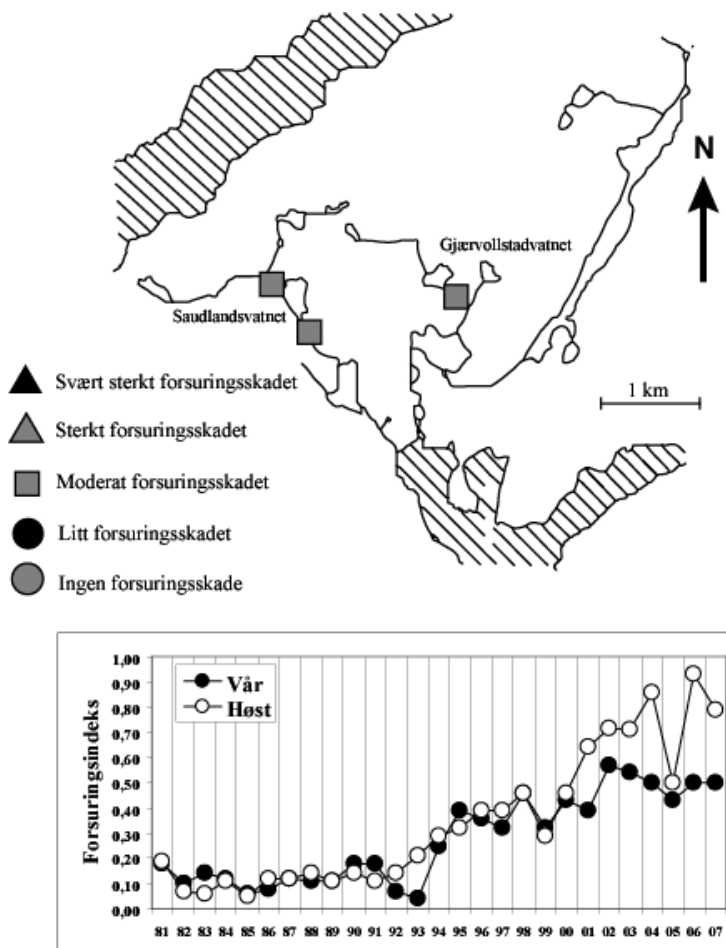 N
Gjærvollstadvatnet
Saudlandsvatnet
1 km
Svært sterkt forsuringsskadet
Sterkt forsuringsskadet
Moderat forsuringsskadet
Litt forsuringsskadet
Ingen forsuringsskade
Forsuringsindeks
1,00
0,90
0,80
0,70
0,60
0,50
0,40
0,30
0,20
0,10
0,00
Vår
Høst
81 82 83 84 85 86 87 88 89 90 91 92 93 94 95 96 97 98 99 00 01 02 03 04 05 06 07